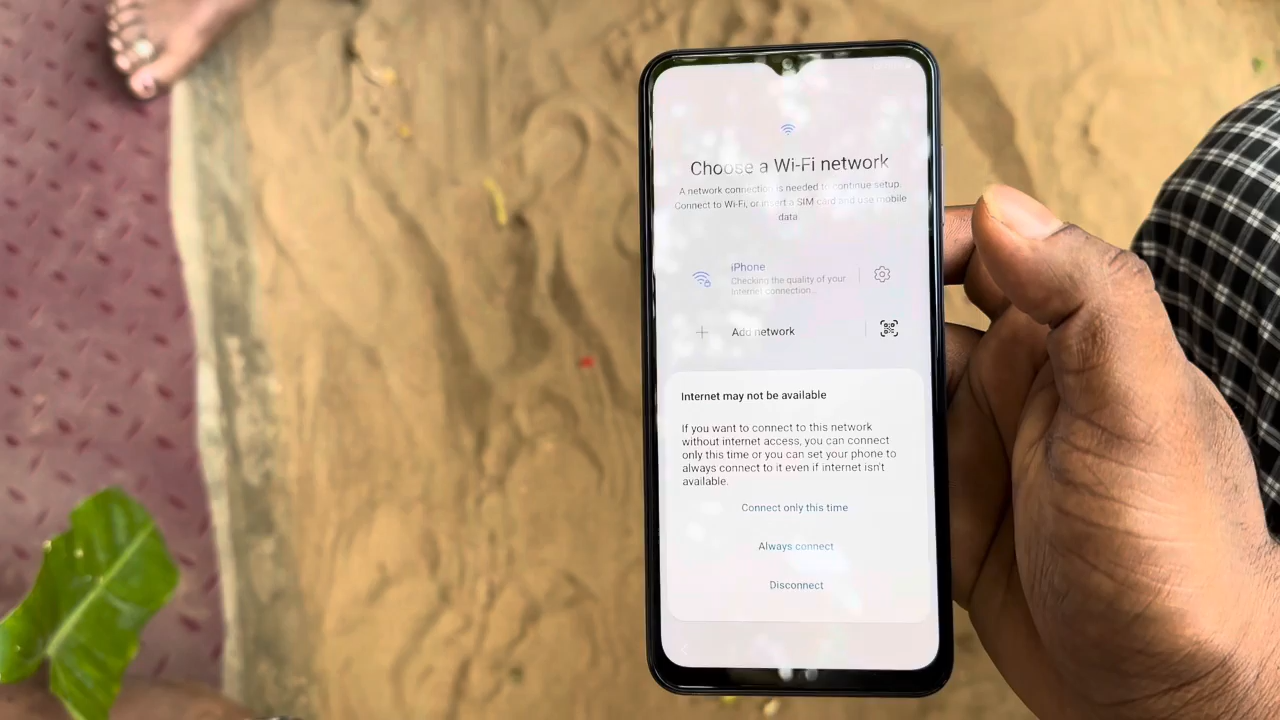 Choose a Wi-Fi network
A network connection is needed to continue setup.
Connect to Wi-Fi, or insert a SIM card and use mobile
data
iPhone
Checking the quality of your
internet connection...
Add network
Internet may not be available
If you want to connect to this network
without internet access, you can connect
only this time or you can set your phone to
always connect to it even if internet isn't
available.
Connect only this time
Always connect
Disconnect